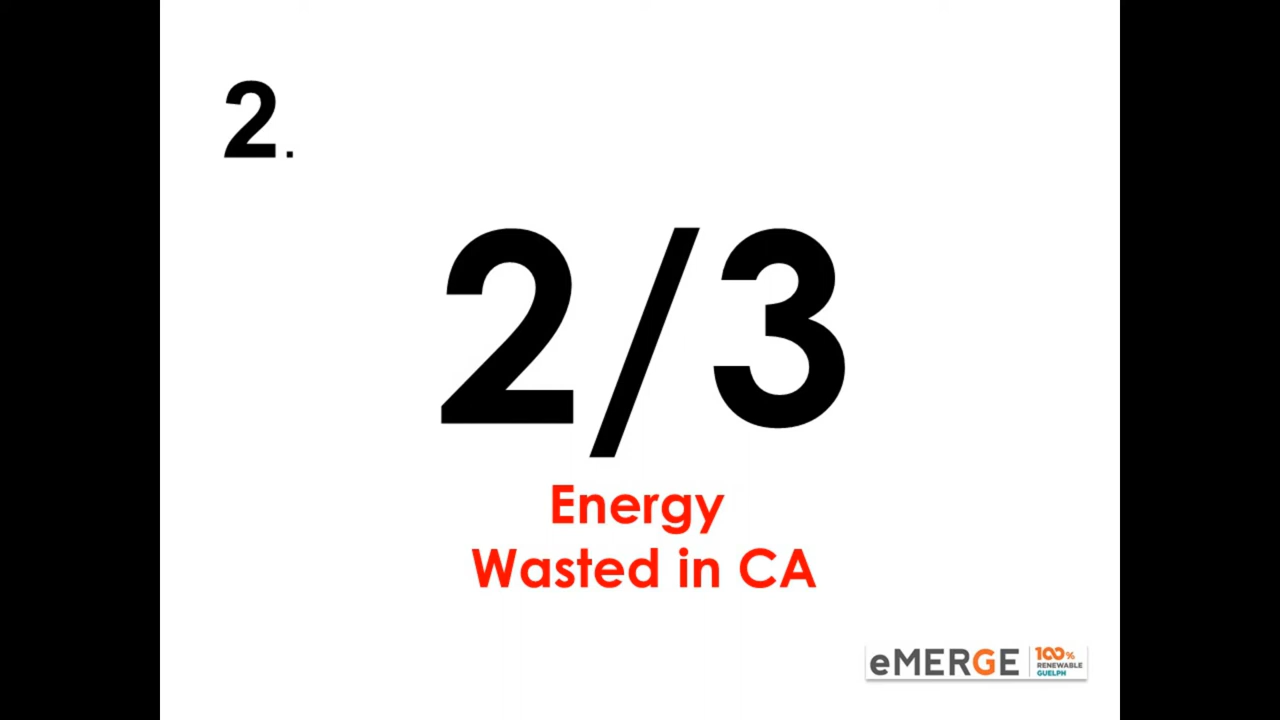 2.
2/3
Energy
Wasted in CA
eMERGE
100%
RENEWABLE
GUELPH